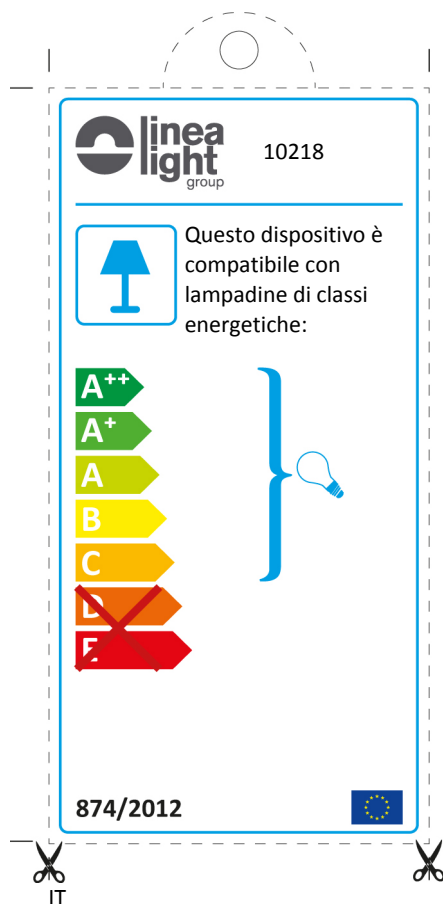 linea
light
group
10218
Questo dispositivo è
compatibile con
lampadine di classi
energetiche:
A++
A+
A
B
C
D
E
874/2012
IT